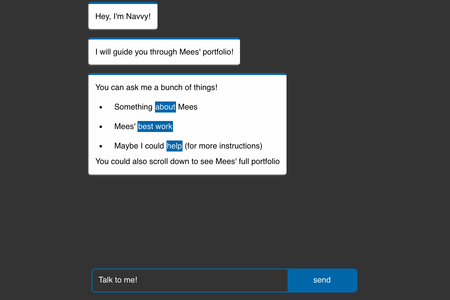 Hey, I'm Navvy!
I will guide you through Mees' portfolio!
You can ask me a bunch of things!
• Something about Mees
• Mees' best work
• Maybe I could help (for more instructions)
You could also scroll down to see Mees' full portfolio
Talk to me!
send